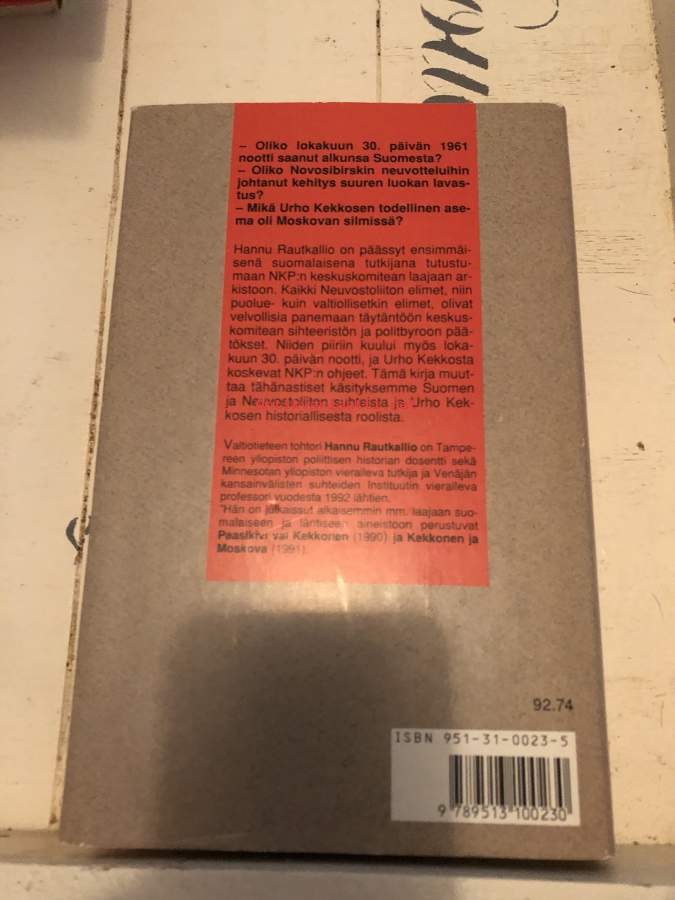 – Oliko lokakuun 30. päivän 1961
nootti saanut alkunsa Suomesta?
– Oliko Novosibirskin neuvotteluihin
johtanut kehitys suuren luokan lavas-
tus?
– Mikä Urho Kekkosen todellinen ase-
ma oli Moskovan silmissä?
Hannu Rautkallio on päässyt ensimmäi-
senä suomalaisena tutkijana tutustu-
maan NKP:n keskuskomitean laajaan ar-
kistoon. Kaikki Neuvostoliiton elimet, niin
puolue- kuin valtiollisetkin elimet, olivat
velvollisia panemaan täytäntöön keskus-
komitean sihteeristön ja politbyroon pää-
tökset. Niiden piiriin kuului myös loka-
kuun 30. päivän nootti, ja Urho Kekkosta
koskevat NKP:n ohjeet. Tämä kirja muut-
taa tähänastiset käsityksemme Suomen
ja Neuvostoliiton suhteista ja Urho Kek-
kosen historiallisesta roolista.
Valtiotieteen tohtori Hannu Rautkallio on Tampe-
reen yliopiston poliittisen historian dosentti sekä
Minnesotan yliopiston vieraileva tutkija ja Venäjän
kansainvälisten suhteiden Instituutin vieraileva
professori vuodesta 1992 lähtien.
Hän on julkaissut aikaisemmin mm. laajaan suo-
malaiseen ja läntiseen aineistoon perustuvat
Paasikivi vai Kekkonen (1990) ja Kekkonen ja
Moskova (1991).
92.74
ISBN 951-31-0023-5
9 789513 100230